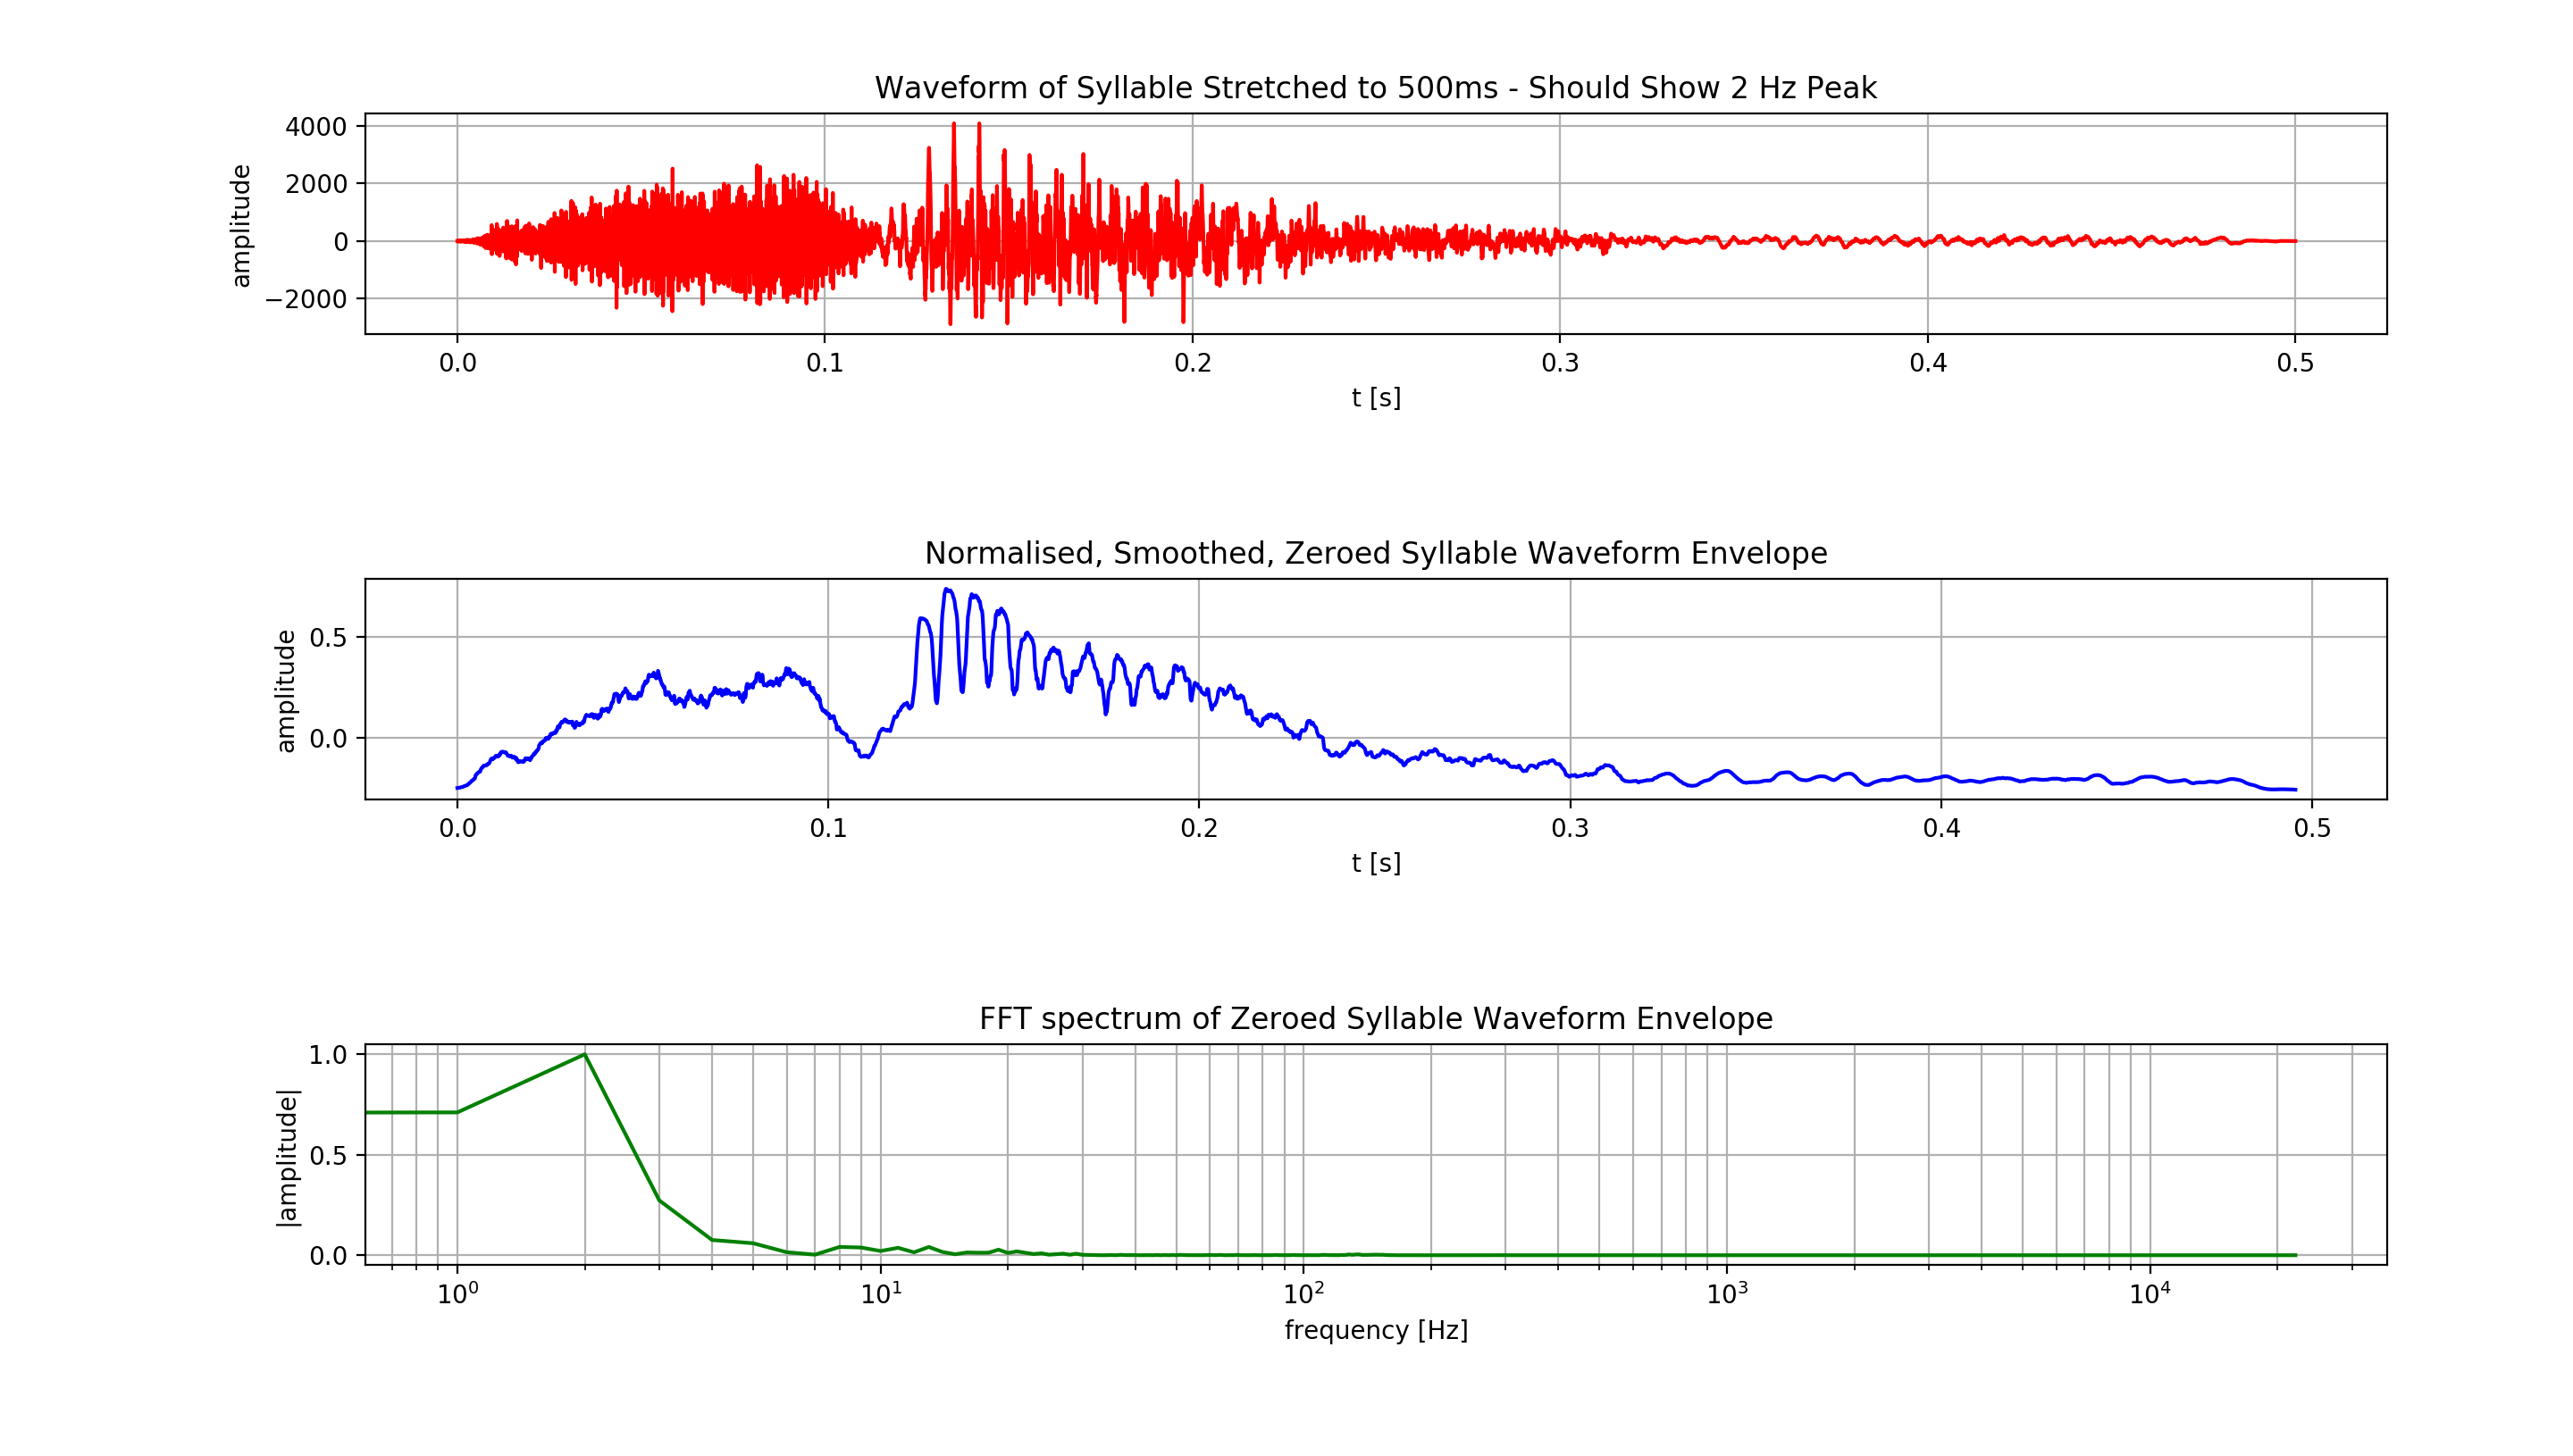 Waveform of Syllable Stretched to 500ms - Should Show 2 Hz Peak
4000
2000
0
−2000
amplitude
0.0 0.1 0.2 0.3 0.4 0.5
t [s]
Normalised, Smoothed, Zeroed Syllable Waveform Envelope
0.5
0.0
amplitude
0.0 0.1 0.2 0.3 0.4 0.5
t [s]
FFT spectrum of Zeroed Syllable Waveform Envelope
1.0
0.5
0.0
|amplitude|
10⁰ 10¹ 10² 10³ 10⁴
frequency [Hz]